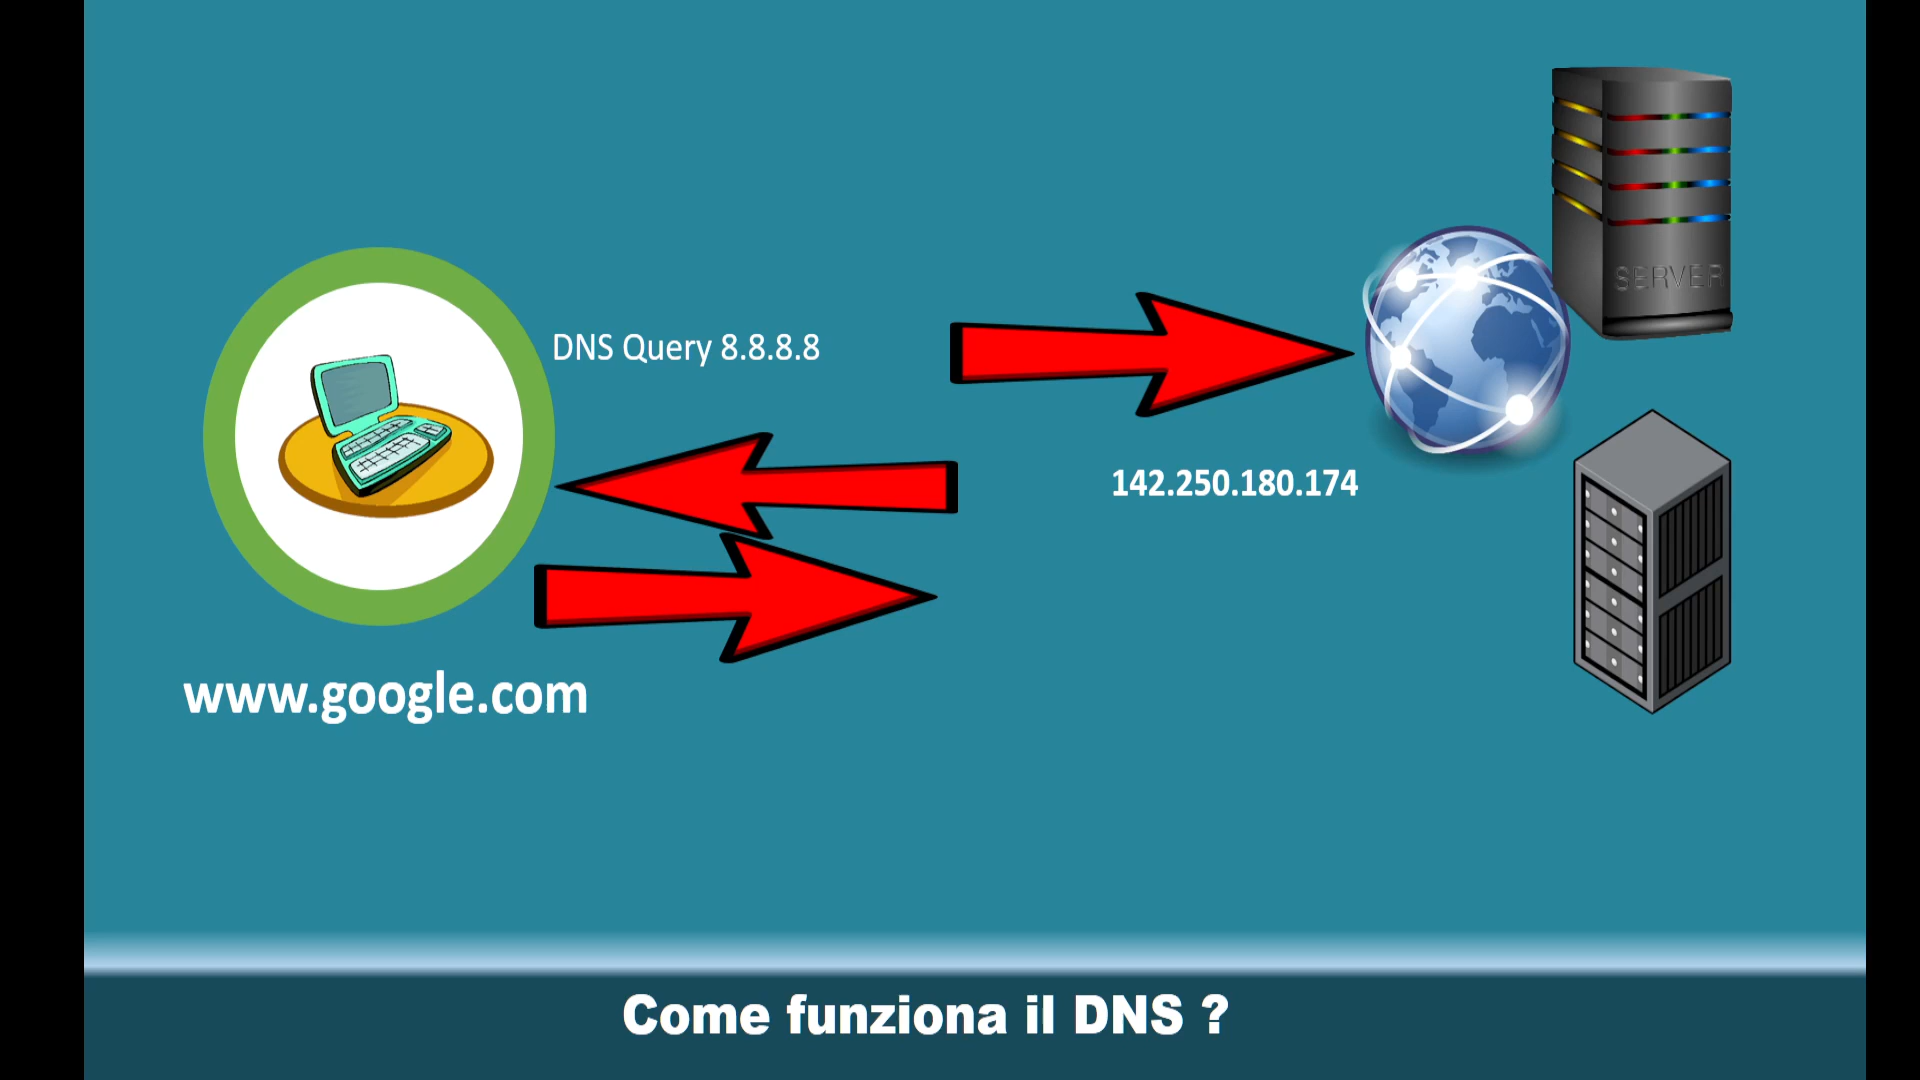 SERVER
DNS Query 8.8.8.8
142.250.180.174
www.google.com
Come funziona il DNS ?